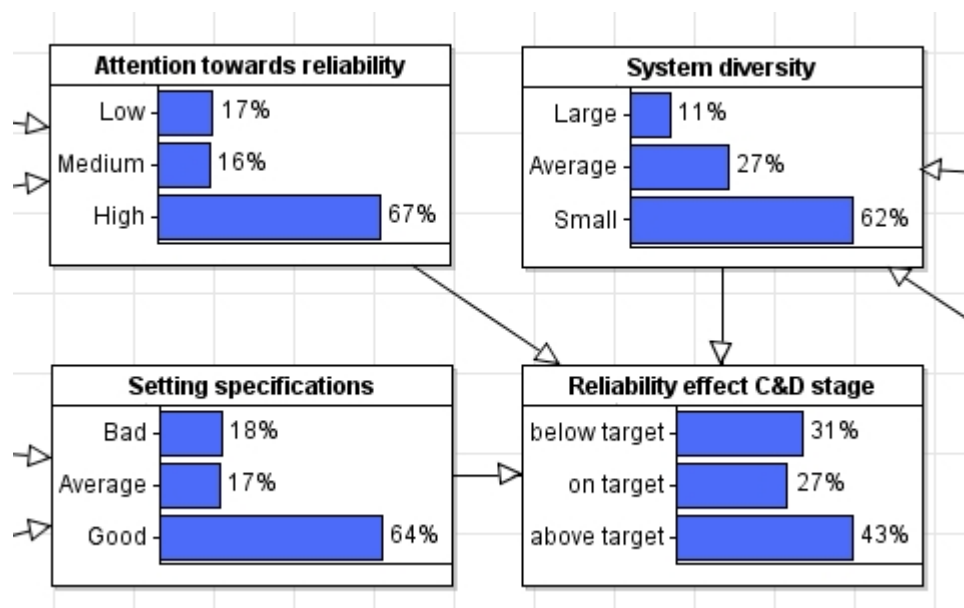 Attention towards reliability
Low 17%
Medium 16%
High 67%
System diversity
Large 11%
Average 27%
Small 62%
Setting specifications
Bad 18%
Average 17%
Good 64%
Reliability effect C&D stage
below target 31%
on target 27%
above target 43%